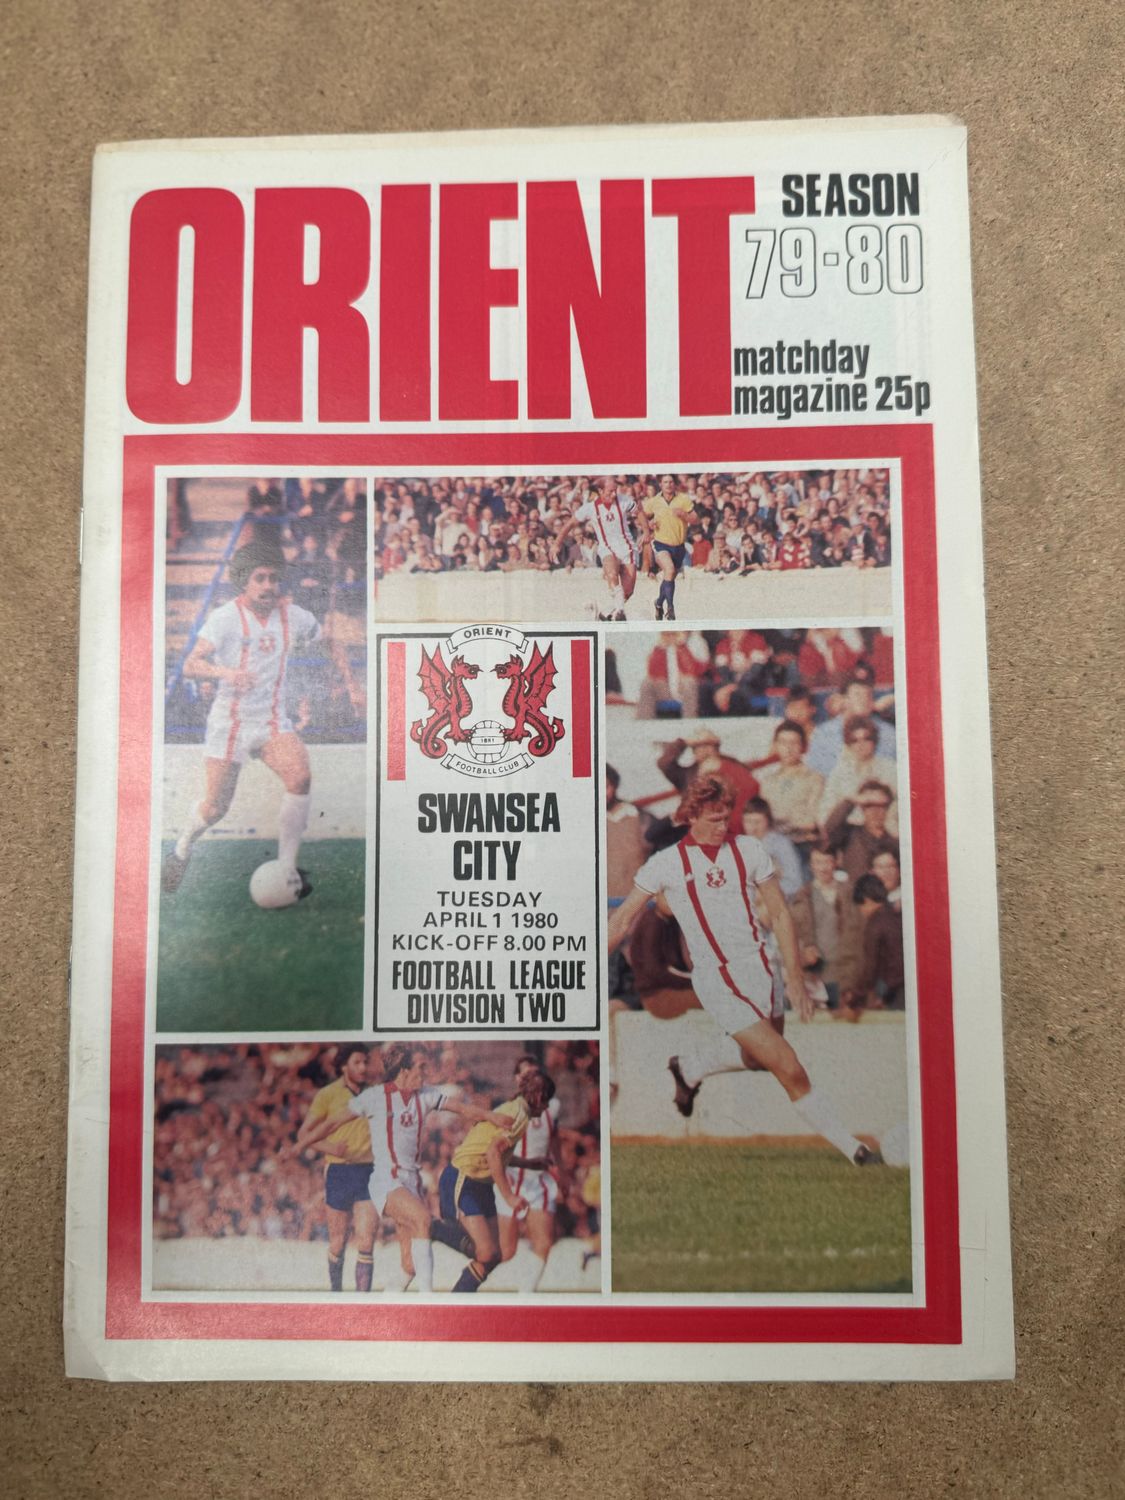 ORIENT
SEASON
79-80
matchday
magazine 25p
ORIENT
1881
FOOTBALL CLUB
SWANSEA
CITY
TUESDAY
APRIL 1 1980
KICK-OFF 8.00 PM
FOOTBALL LEAGUE
DIVISION TWO